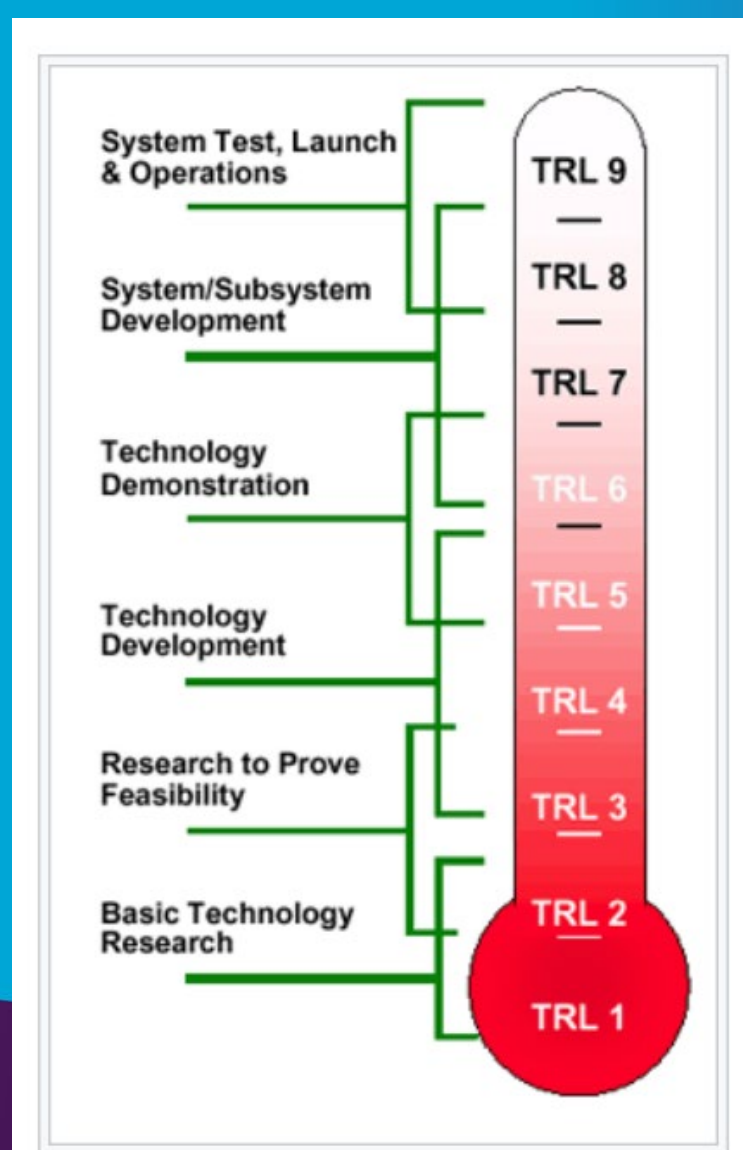 System Test, Launch
& Operations
System/Subsystem
Development
Technology
Demonstration
Technology
Development
Research to Prove
Feasibility
Basic Technology
Research
TRL 9
TRL 8
TRL 7
TRL 6
TRL 5
TRL 4
TRL 3
TRL 2
TRL 1